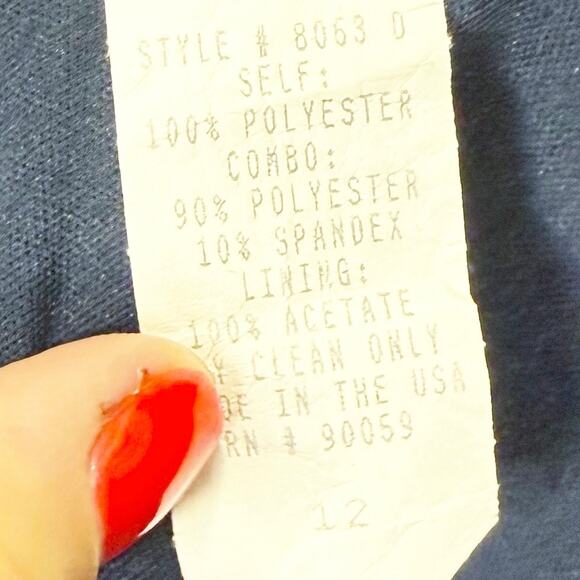 STYLE # 8063 D
SELF:
100% POLYESTER
COMBO:
90% POLYESTER
10% SPANDEX
LINING:
100% ACETATE
CLEAN ONLY
IN THE USA
RN # 90059
12